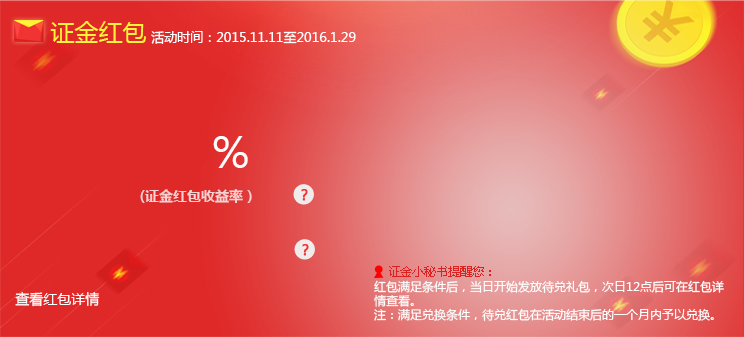 证金红包 活动时间：2015.11.11至2016.1.29
%
(证金红包收益率)
?
?
证金小秘书提醒您：
红包满足条件后，当日开始发放待兑礼包，次日12点后可在红包详
情查看。
注：满足兑换条件，待兑红包在活动结束后的一个月内予以兑换。
查看红包详情